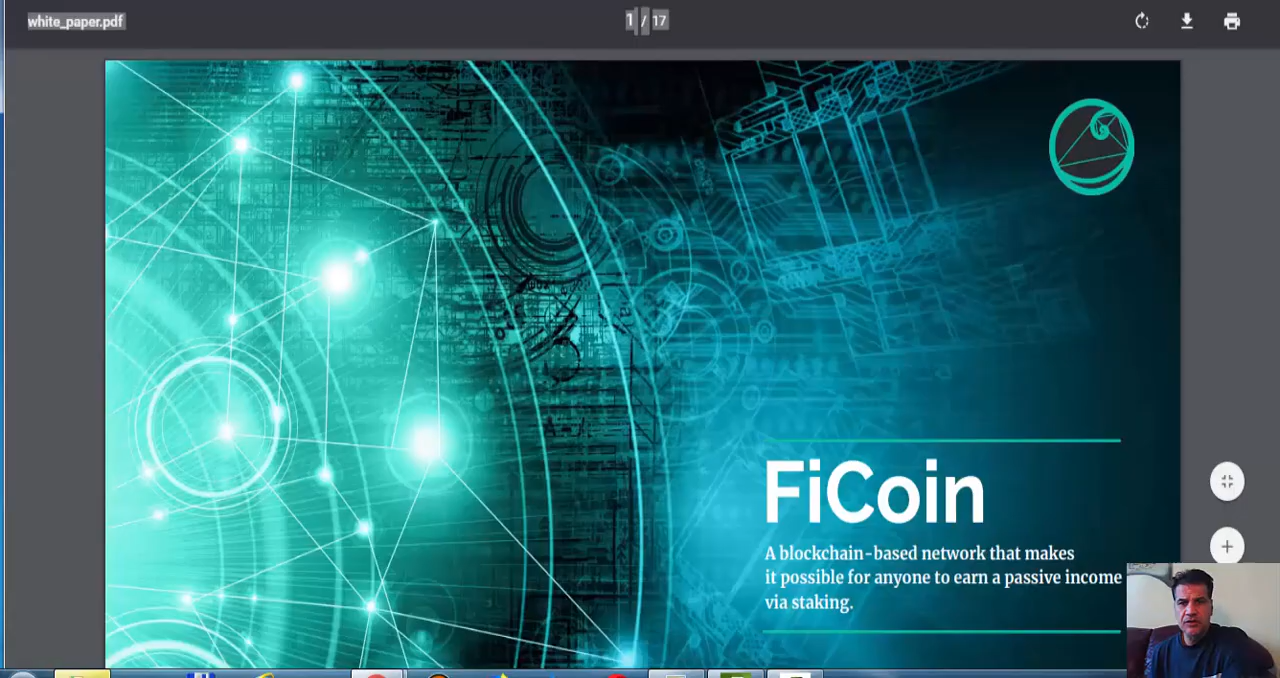 white_paper.pdf
1 / 17
FiCoin
A blockchain-based network that makes
it possible for anyone to earn a passive income
via staking.